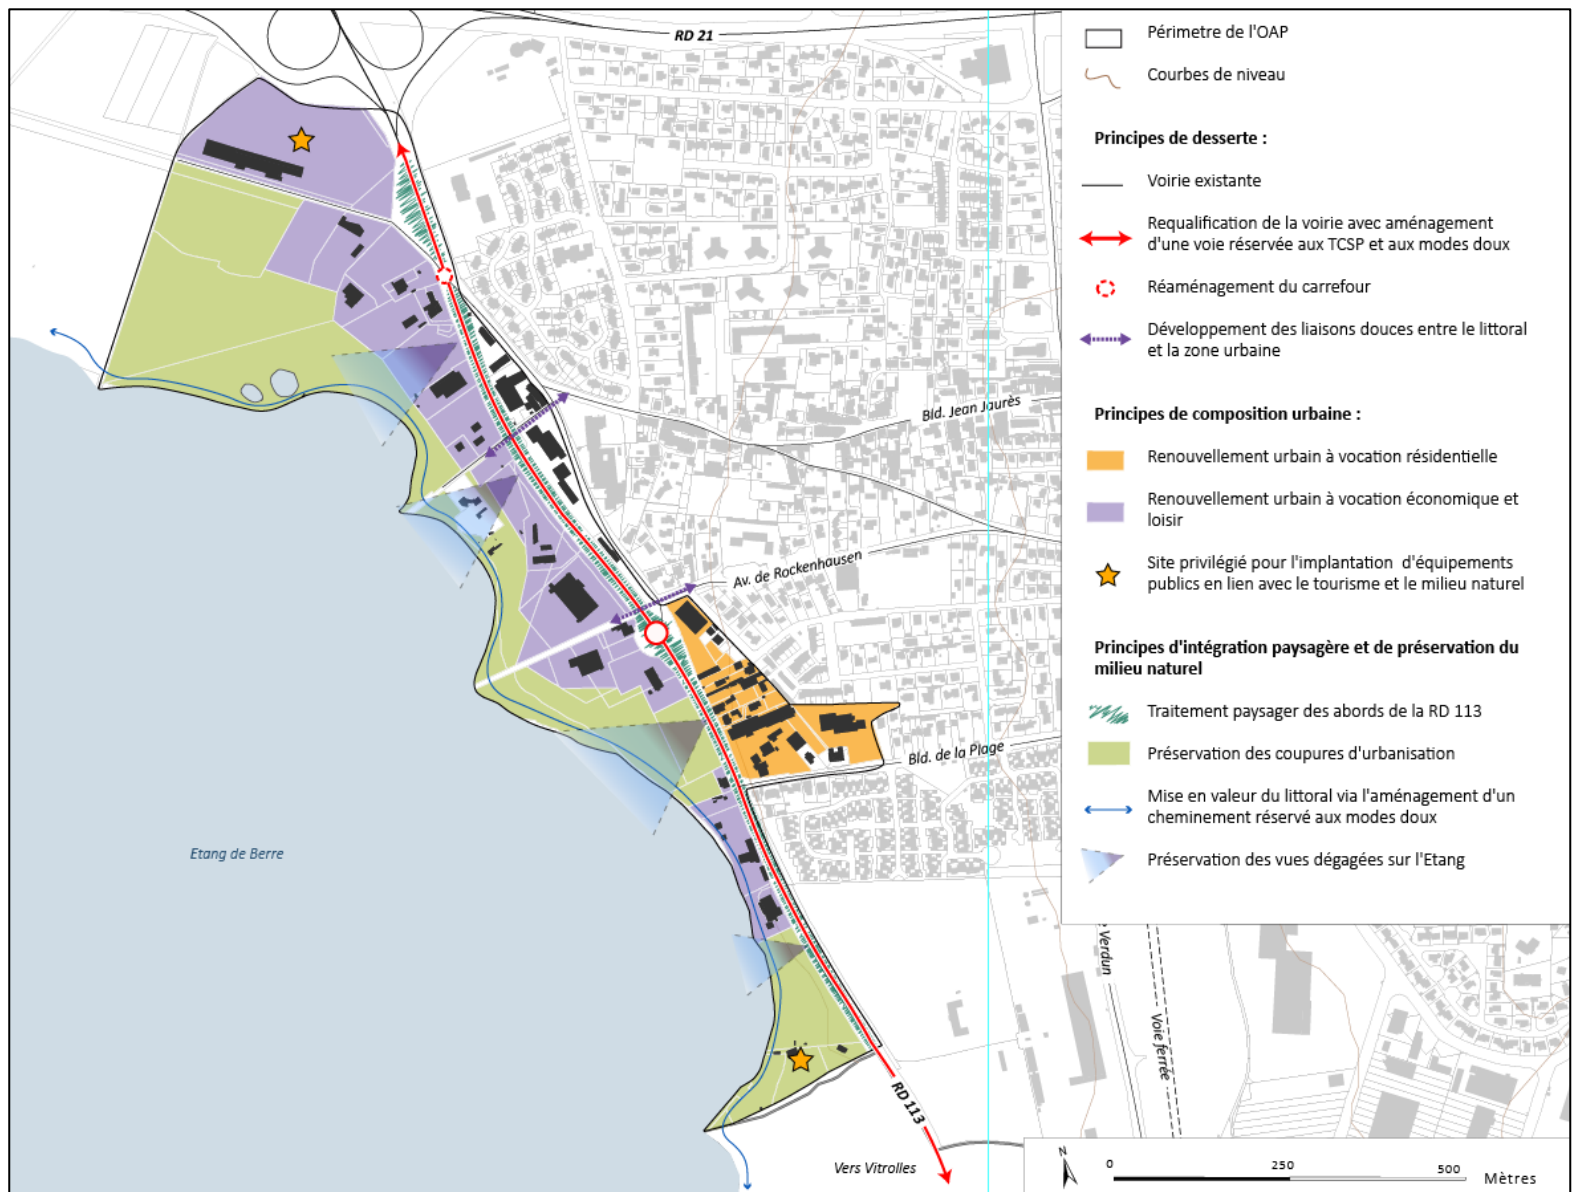 RD 21
Bld. Jean Jaurès
Av. de Rockenhausen
Bld. de la Plage
Etang de Berre
RD 113
Vers Vitrolles
Verdun
Voie ferrée
Périmetre de l'OAP
Courbes de niveau
Principes de desserte :
Voirie existante
Requalification de la voirie avec aménagement
d'une voie réservée aux TCSP et aux modes doux
Réaménagement du carrefour
Développement des liaisons douces entre le littoral
et la zone urbaine
Principes de composition urbaine :
Renouvellement urbain à vocation résidentielle
Renouvellement urbain à vocation économique et
loisir
Site privilégié pour l'implantation d'équipements
publics en lien avec le tourisme et le milieu naturel
Principes d'intégration paysagère et de préservation du
milieu naturel
Traitement paysager des abords de la RD 113
Préservation des coupures d'urbanisation
Mise en valeur du littoral via l'aménagement d'un
cheminement réservé aux modes doux
Préservation des vues dégagées sur l'Etang
N
0 250 500 Mètres